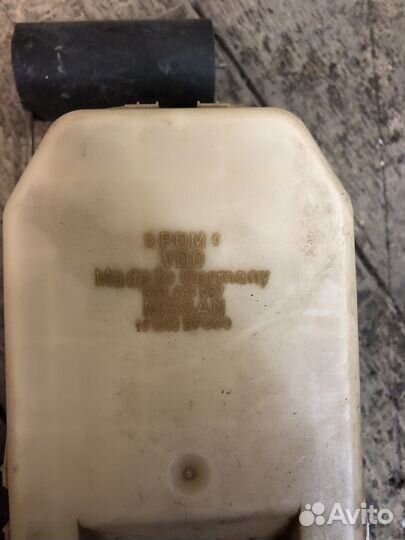 > POM <
VDO
Made in Germany
NISSAN
Avito